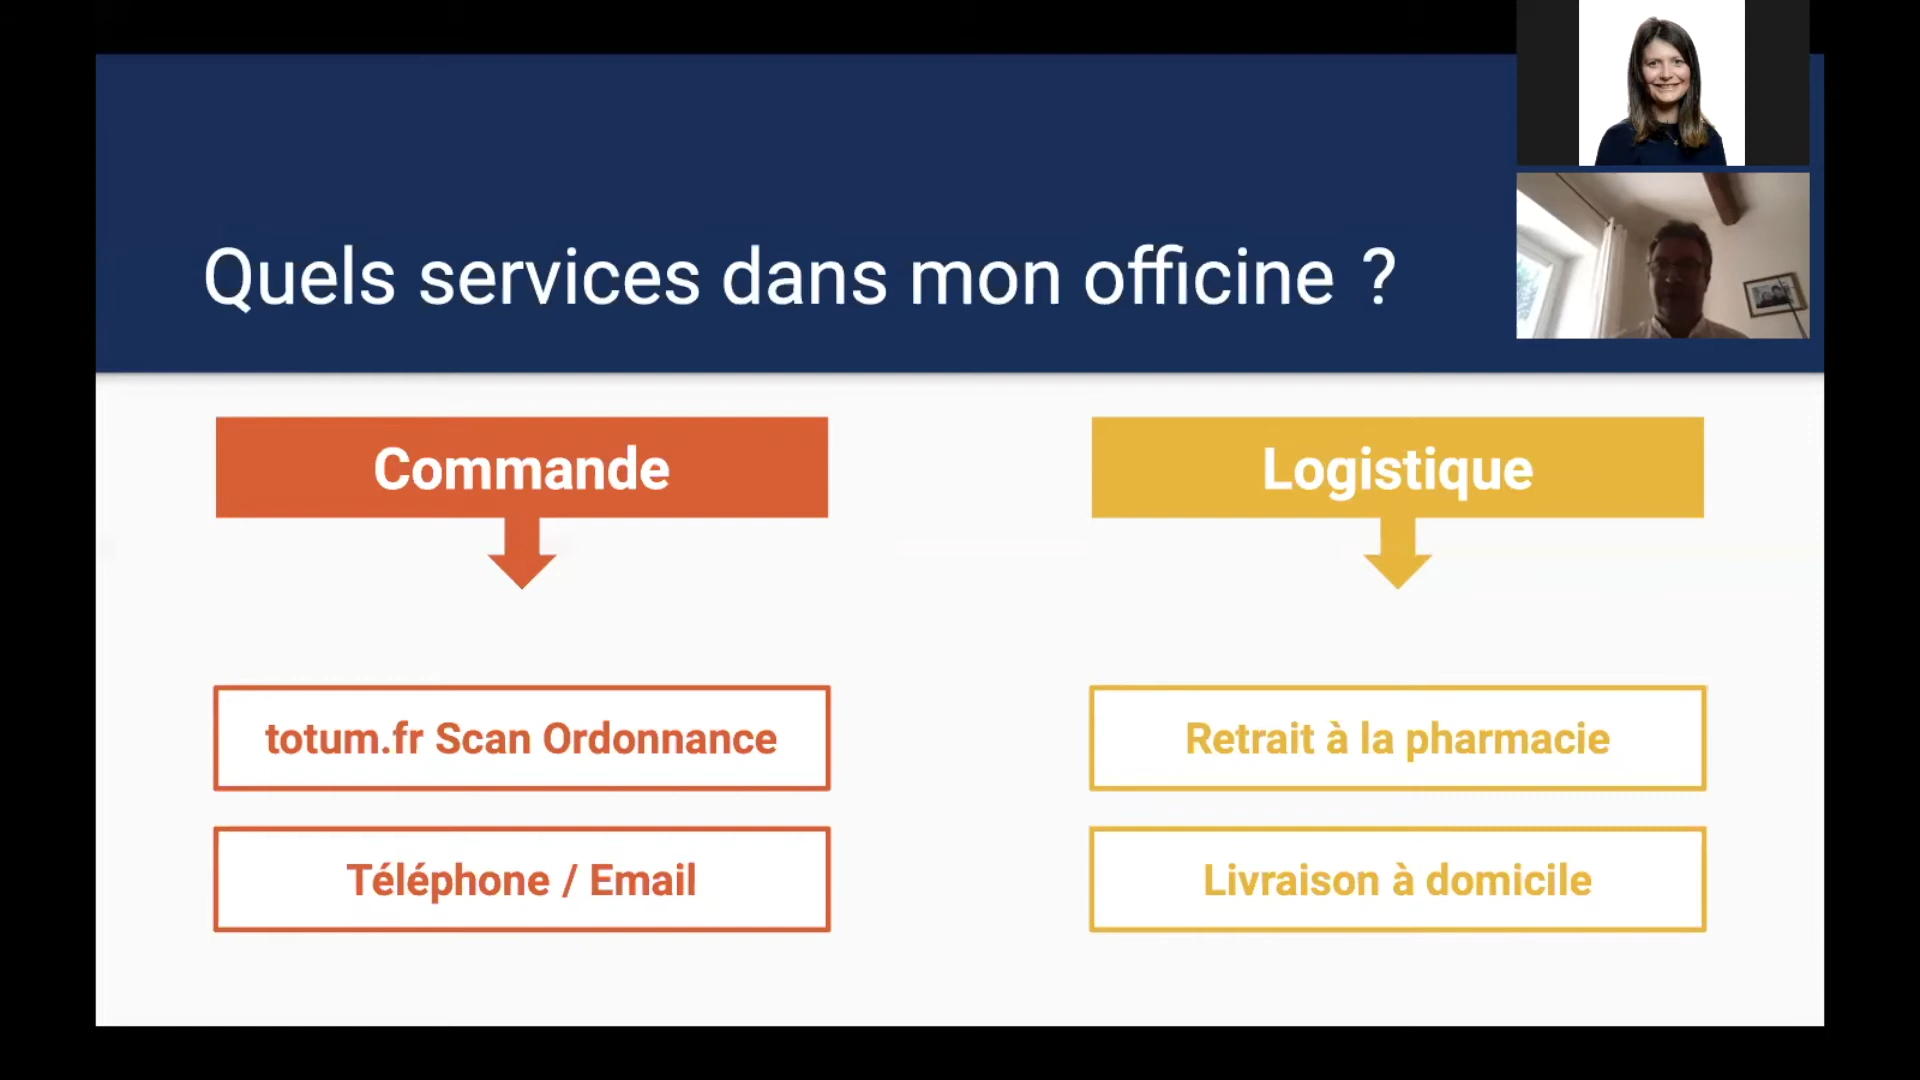 Quels services dans mon officine ?
Commande
Logistique
totum.fr Scan Ordonnance
Retrait à la pharmacie
Téléphone / Email
Livraison à domicile